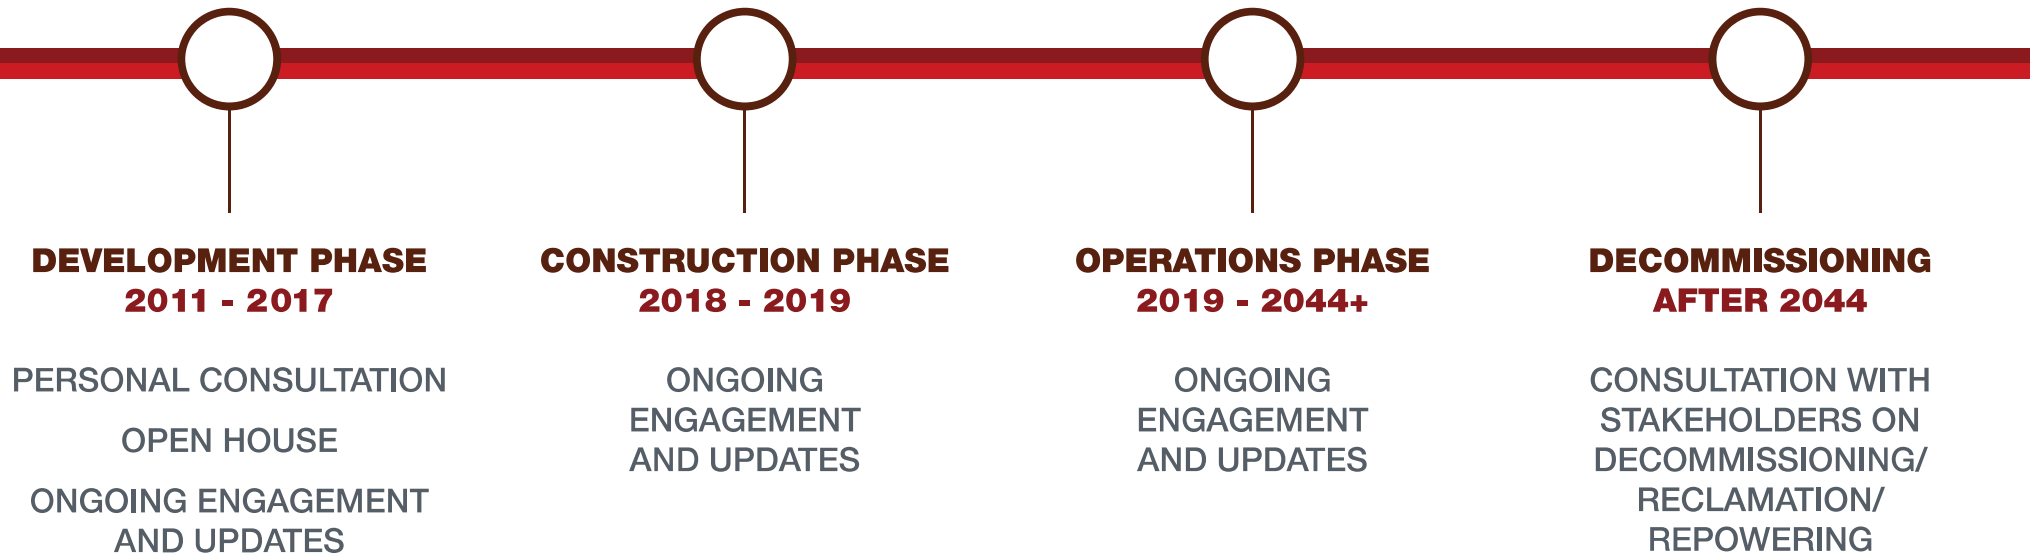 DEVELOPMENT PHASE
2011 - 2017
PERSONAL CONSULTATION
OPEN HOUSE
ONGOING ENGAGEMENT
AND UPDATES
CONSTRUCTION PHASE
2018 - 2019
ONGOING
ENGAGEMENT
AND UPDATES
OPERATIONS PHASE
2019 - 2044+
ONGOING
ENGAGEMENT
AND UPDATES
DECOMMISSIONING
AFTER 2044
CONSULTATION WITH
STAKEHOLDERS ON
DECOMMISSIONING/
RECLAMATION/
REPOWERING